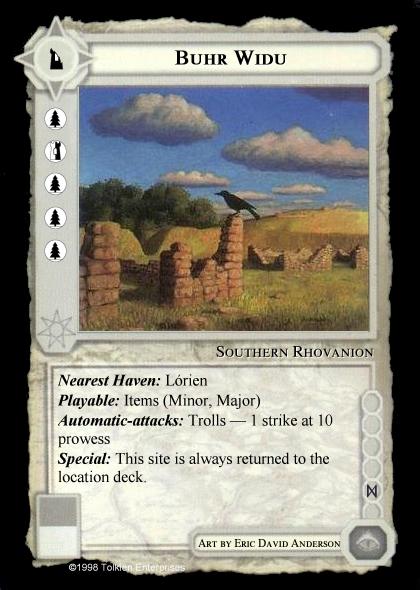 Buhr Widu
Southern Rhovanion
Nearest Haven: Lórien
Playable: Items (Minor, Major)
Automatic-attacks: Trolls — 1 strike at 10
prowess
Special: This site is always returned to the
location deck.
Art by Eric David Anderson
©1998 Tolkien Enterprises